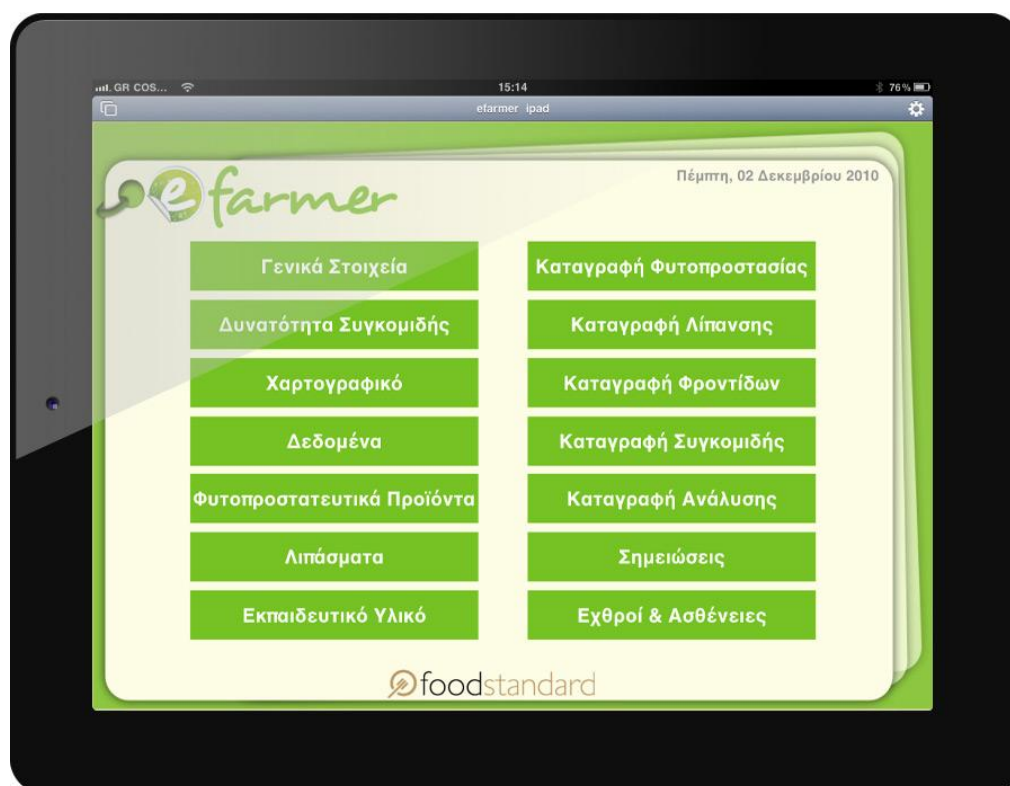 GR COS...
15:14
76%
efarmer ipad
Πέμπτη, 02 Δεκεμβρίου 2010
efarmer
Γενικά Στοιχεία
Δυνατότητα Συγκομιδής
Χαρτογραφικό
Δεδομένα
Φυτοπροστατευτικά Προϊόντα
Λιπάσματα
Εκπαιδευτικό Υλικό
Καταγραφή Φυτοπροστασίας
Καταγραφή Λίπανσης
Καταγραφή Φροντίδων
Καταγραφή Συγκομιδής
Καταγραφή Ανάλυσης
Σημειώσεις
Εχθροί & Ασθένειες
foodstandard